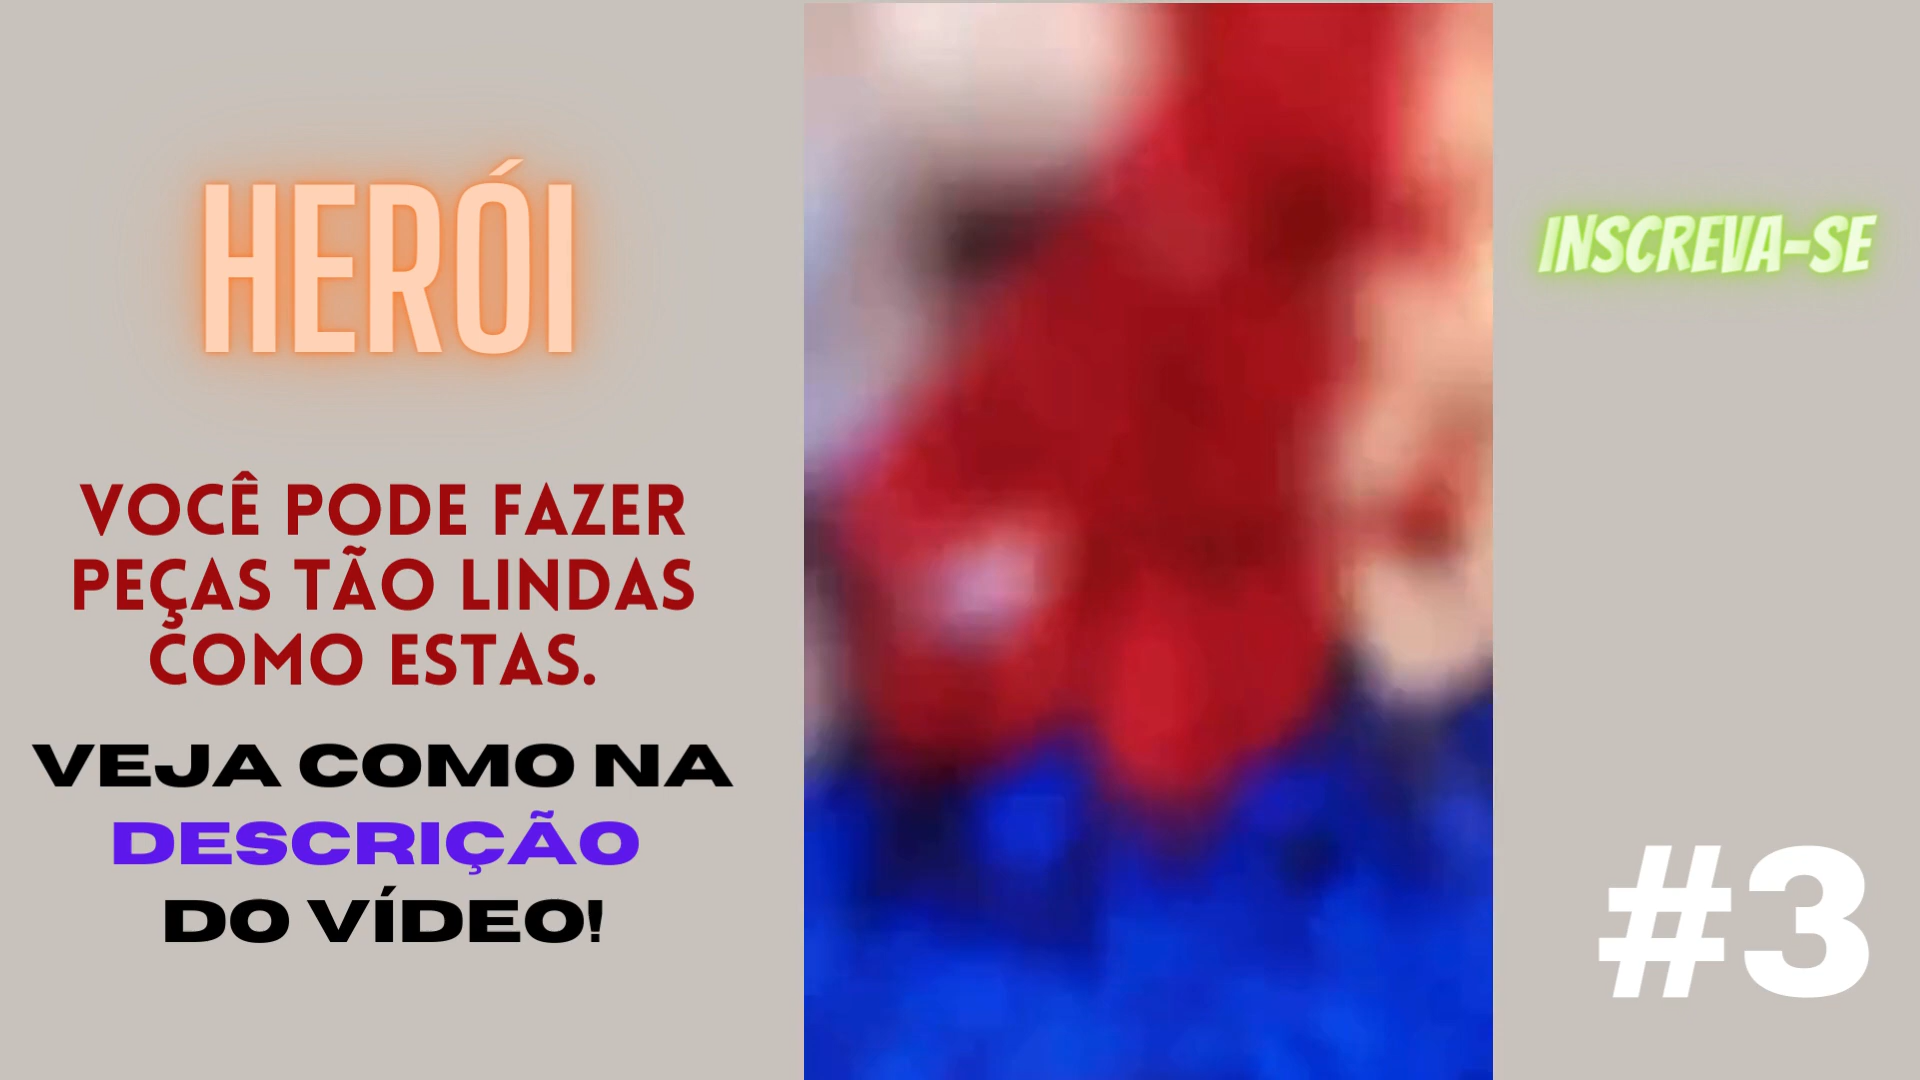 HERÓI
INSCREVA-SE
VOCÊ PODE FAZER
PEÇAS TÃO LINDAS
COMO ESTAS.
VEJA COMO NA
DESCRIÇÃO
DO VÍDEO!
#3